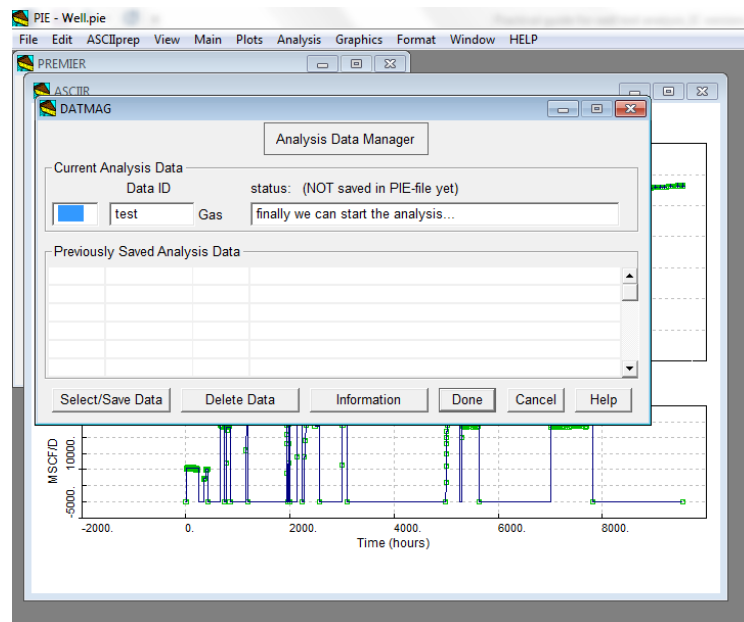 PIE - Well.pie
File Edit ASCIIprep View Main Plots Analysis Graphics Format Window HELP
PREMIER
ASCIIR
DATMAG
Analysis Data Manager
Current Analysis Data
Data ID status: (NOT saved in PIE-file yet)
test Gas finally we can start the analysis...
Previously Saved Analysis Data
Select/Save Data Delete Data Information Done Cancel Help
MSCF/D
10000.
-5000.
-2000. 0. 2000. 4000. 6000. 8000.
Time (hours)